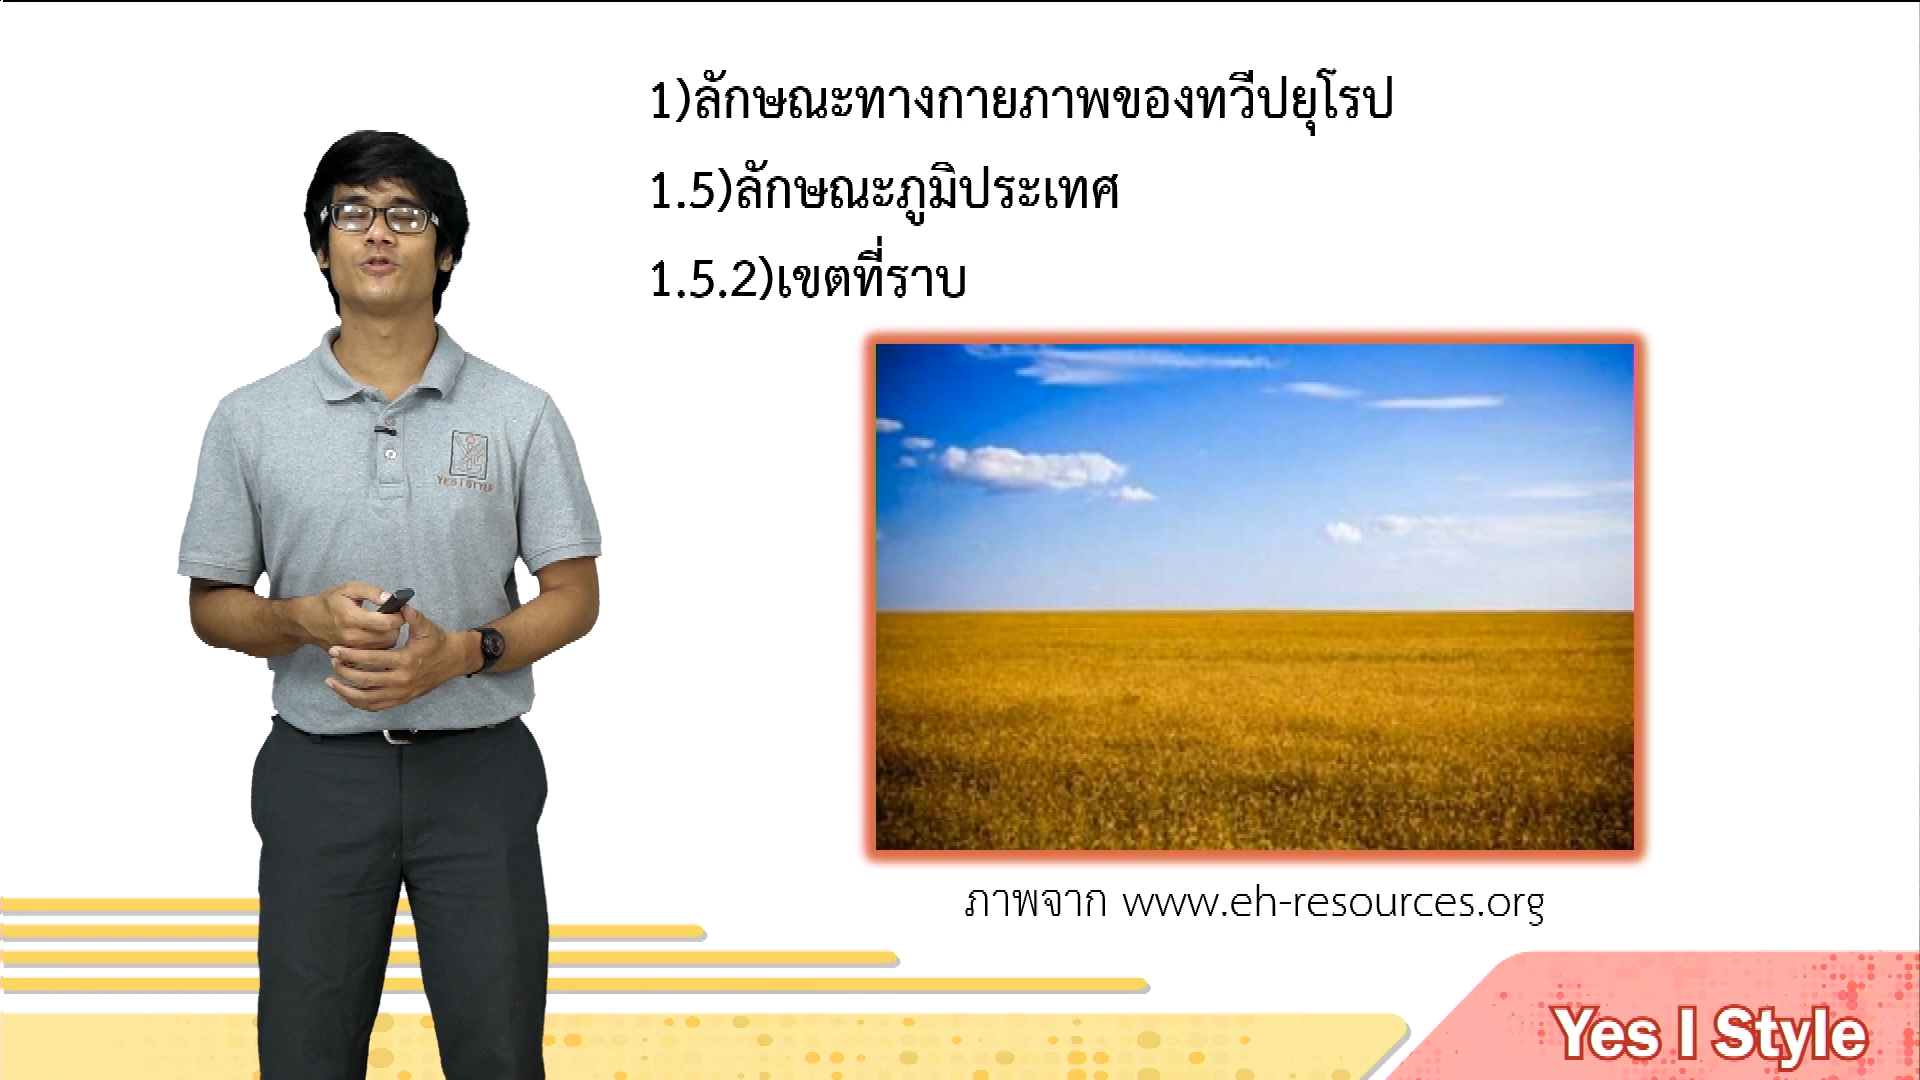 1)ลักษณะทางกายภาพของทวีปยุโรป
1.5)ลักษณะภูมิประเทศ
1.5.2)เขตที่ราบ
YES I STYLE
ภาพจาก www.eh-resources.org
Yes I Style